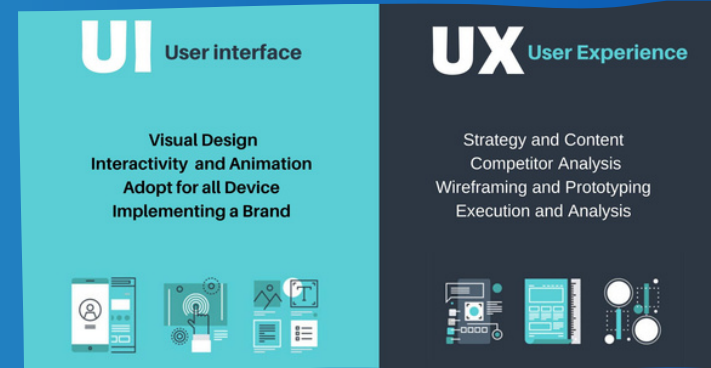 UI User interface
Visual Design
Interactivity and Animation
Adopt for all Device
Implementing a Brand
UX User Experience
Strategy and Content
Competitor Analysis
Wireframing and Prototyping
Execution and Analysis
T